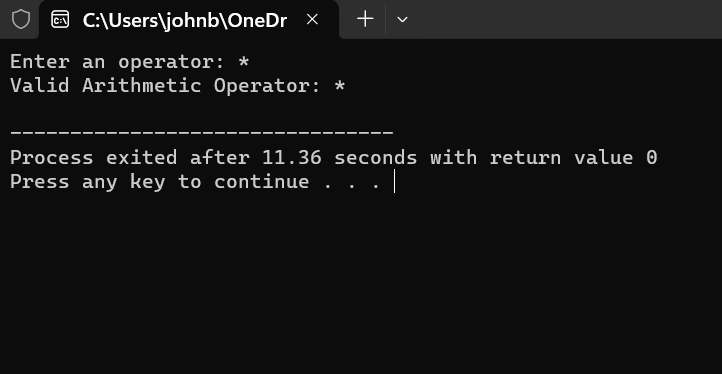 C:\Users\johnb\OneDr
Enter an operator: *
Valid Arithmetic Operator: *
--------------------------------
Process exited after 11.36 seconds with return value 0
Press any key to continue . . .